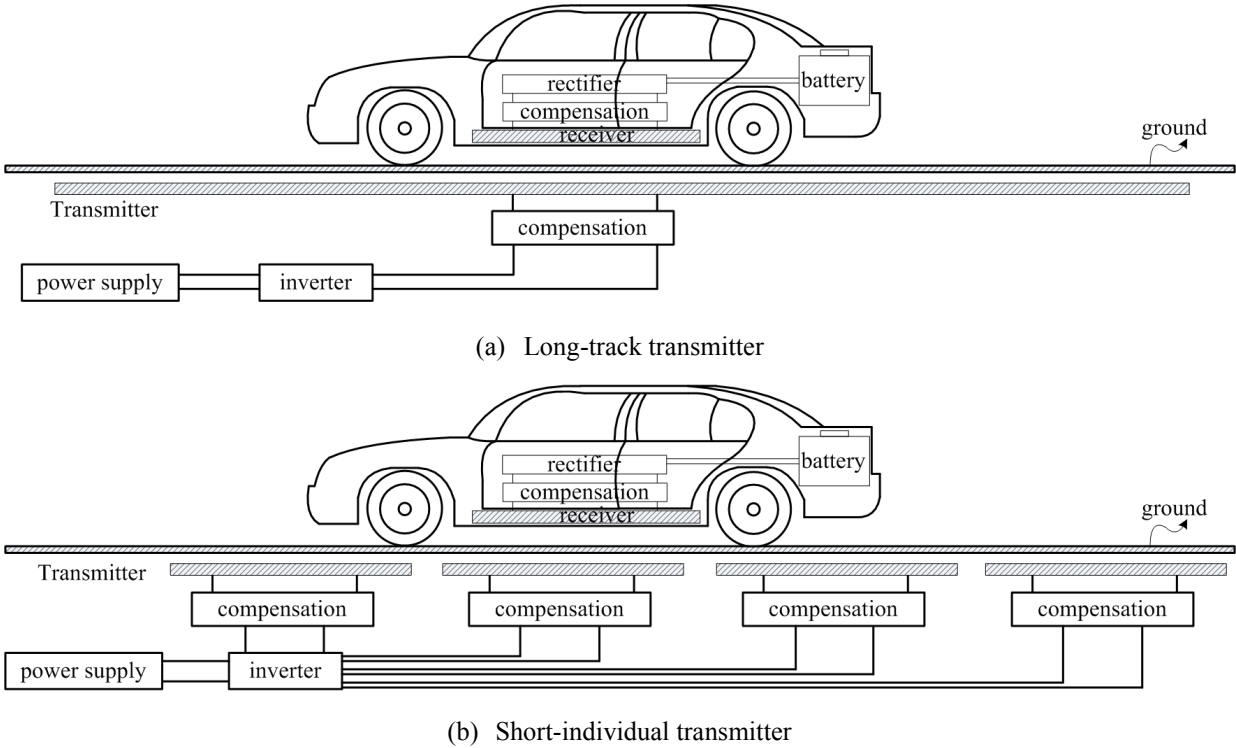 rectifier
battery
compensation
receiver
ground
Transmitter
compensation
power supply
inverter
(a) Long-track transmitter
rectifier
battery
compensation
receiver
ground
Transmitter
compensation
compensation
compensation
compensation
power supply
inverter
(b) Short-individual transmitter